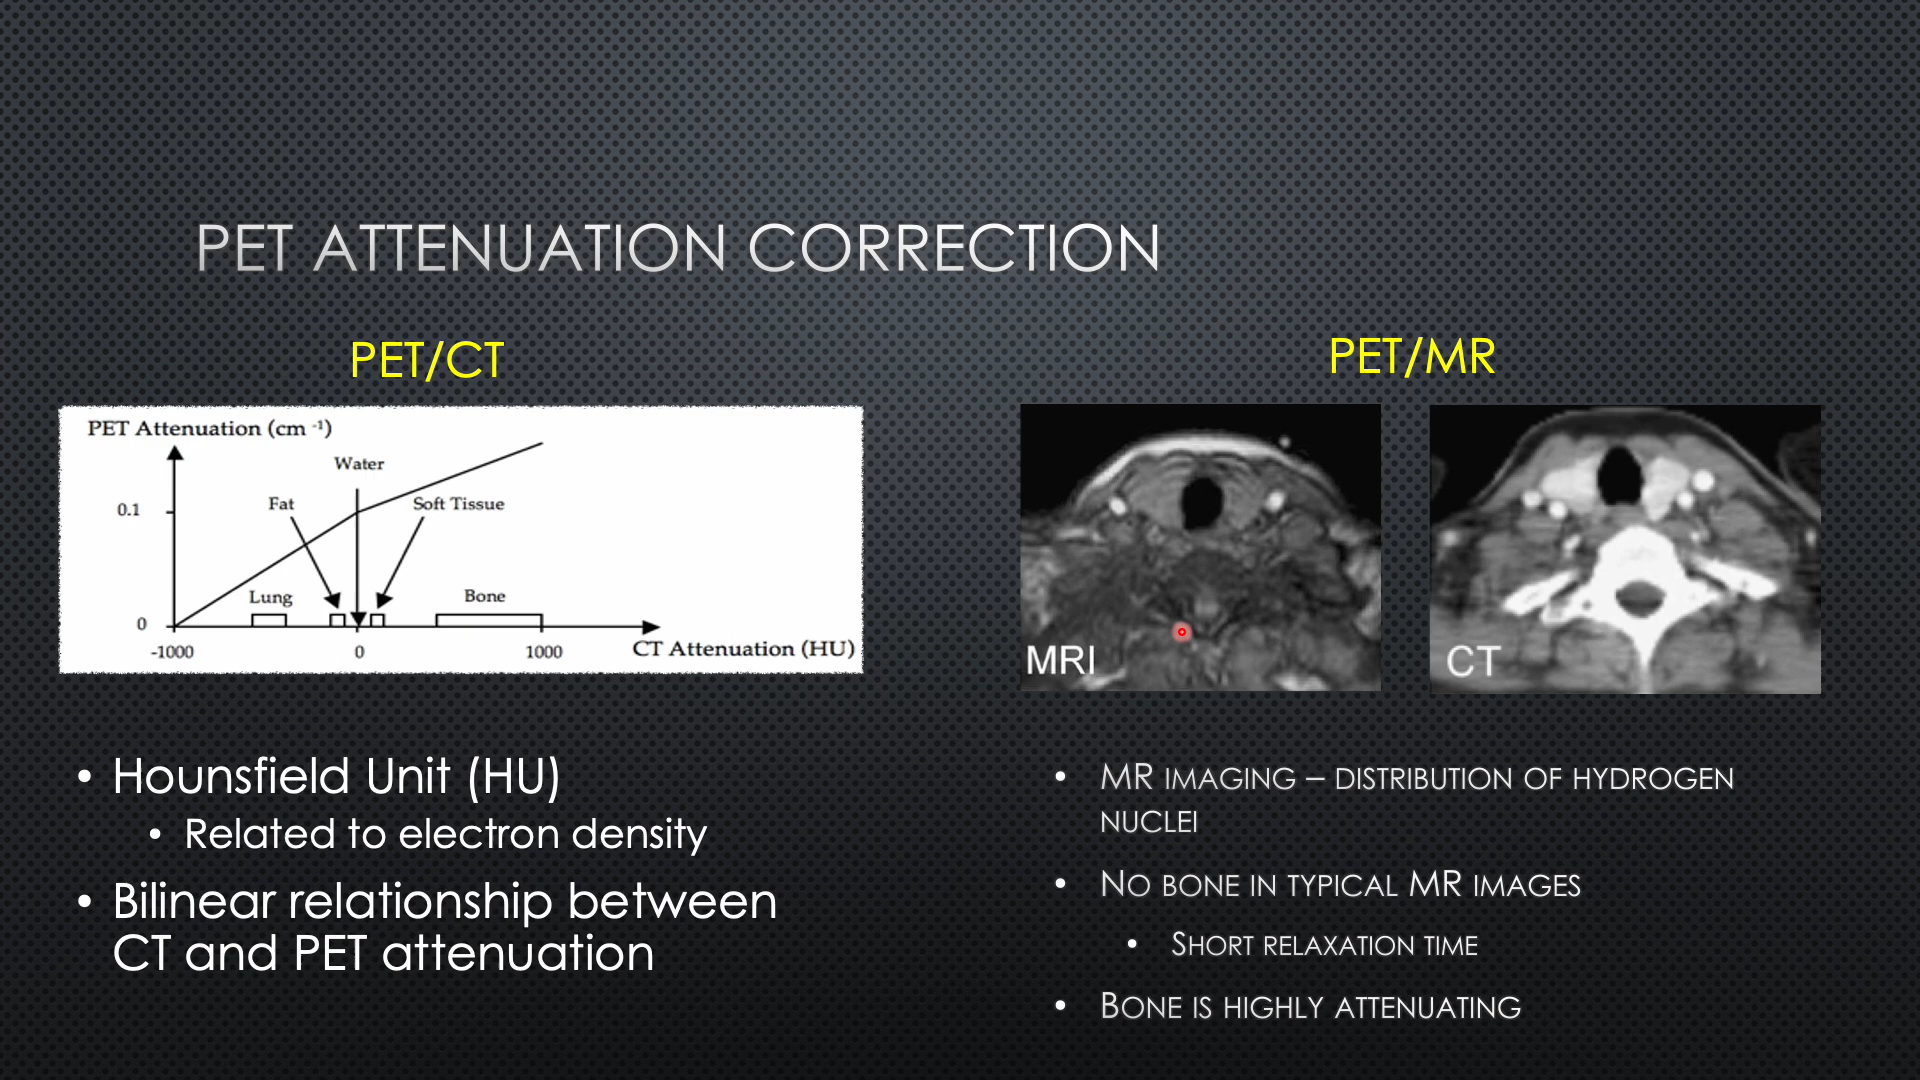 PET ATTENUATION CORRECTION
PET/CT
PET Attenuation (cm -1)
Water
Fat
Soft Tissue
0.1
Lung
Bone
0
-1000
0
1000
CT Attenuation (HU)
• Hounsfield Unit (HU)
• Related to electron density
• Bilinear relationship between
CT and PET attenuation
PET/MR
MRI
CT
• MR IMAGING – DISTRIBUTION OF HYDROGEN
NUCLEI
• NO BONE IN TYPICAL MR IMAGES
• SHORT RELAXATION TIME
• BONE IS HIGHLY ATTENUATING